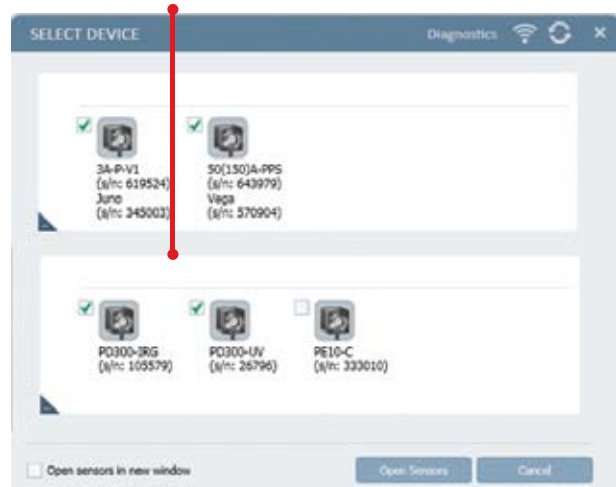 SELECT DEVICE
Diagnostics
3A-P-V1
(s/n: 619524)
Juno
(s/n: 345003)
50(150)A-PPS
(s/n: 643979)
Vega
(s/n: 570904)
PD300-IRG
(s/n: 105579)
PD300-UV
(s/n: 26796)
PE10-C
(s/n: 333010)
Open sensors in new window
Open Sensors
Cancel